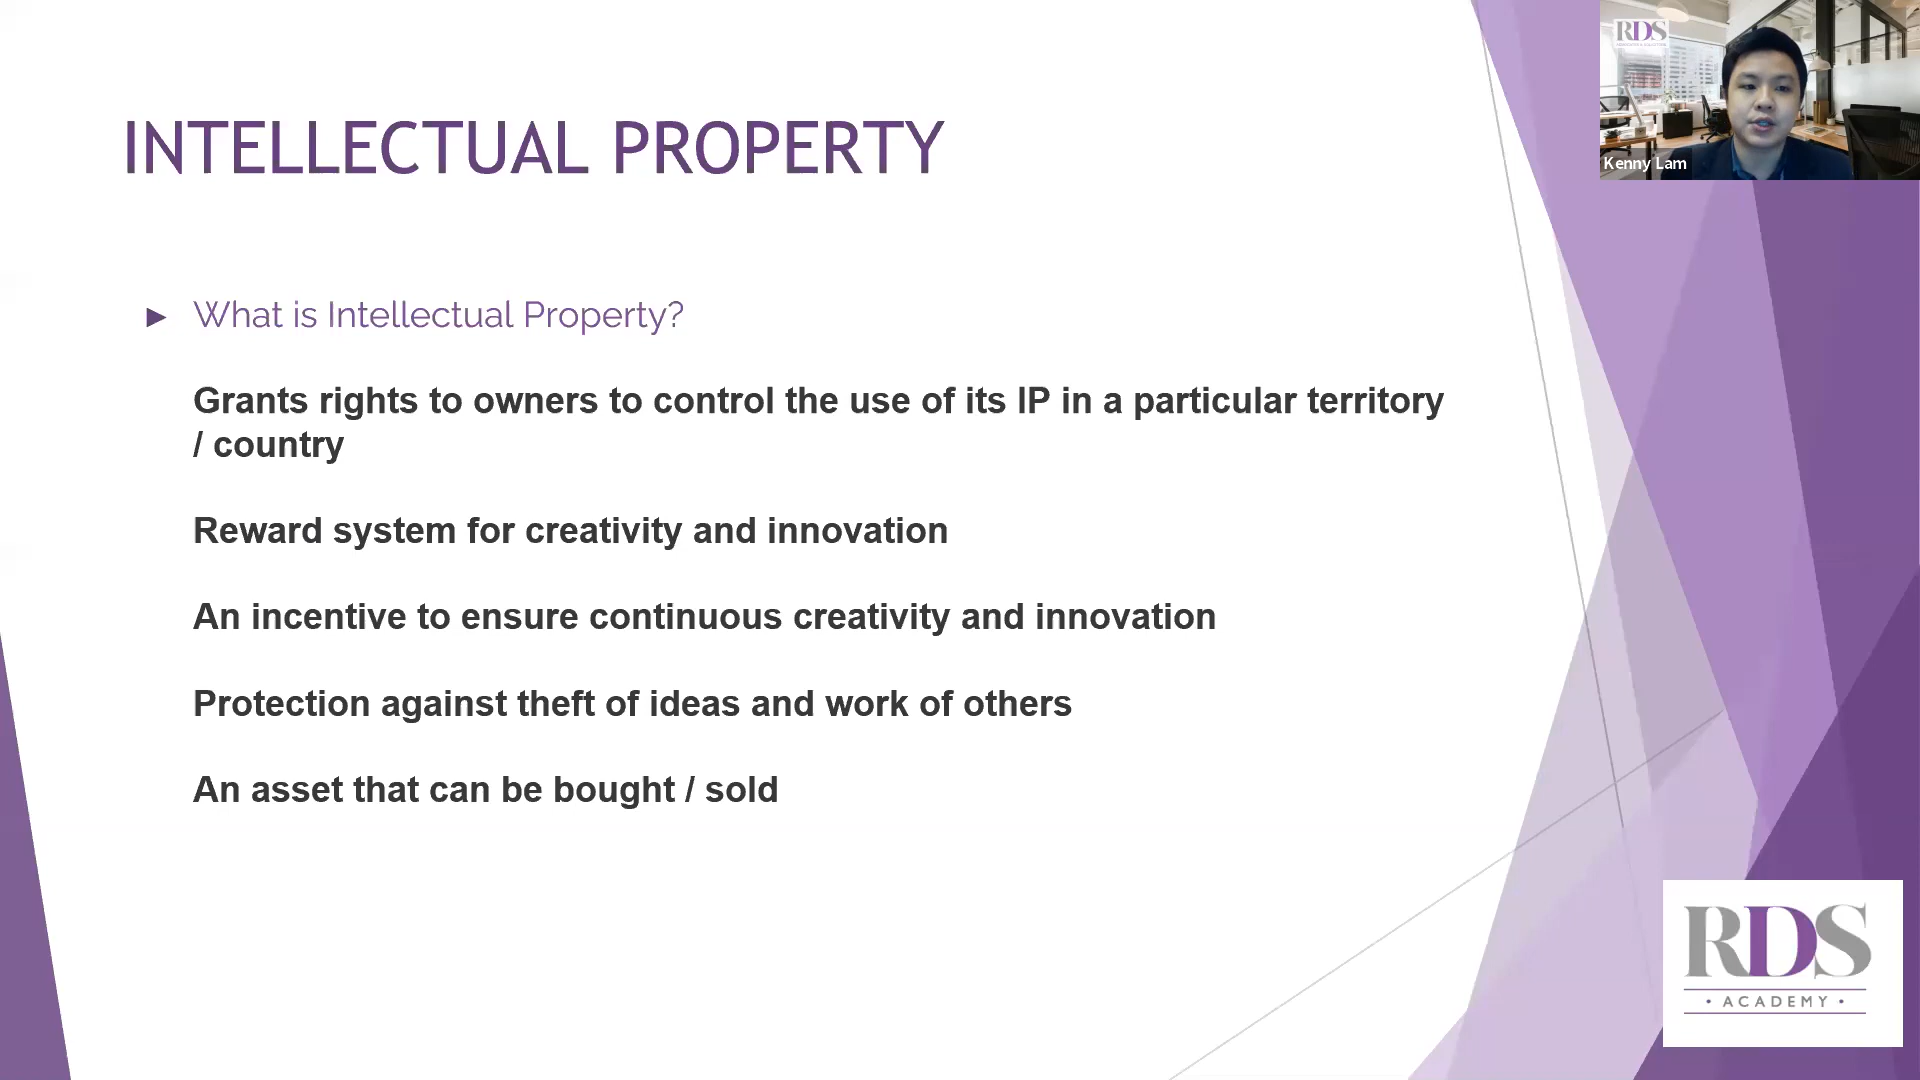 INTELLECTUAL PROPERTY
RDS
Kenny Lam
► What is Intellectual Property?
Grants rights to owners to control the use of its IP in a particular territory
/ country
Reward system for creativity and innovation
An incentive to ensure continuous creativity and innovation
Protection against theft of ideas and work of others
An asset that can be bought / sold
RDS
• ACADEMY •